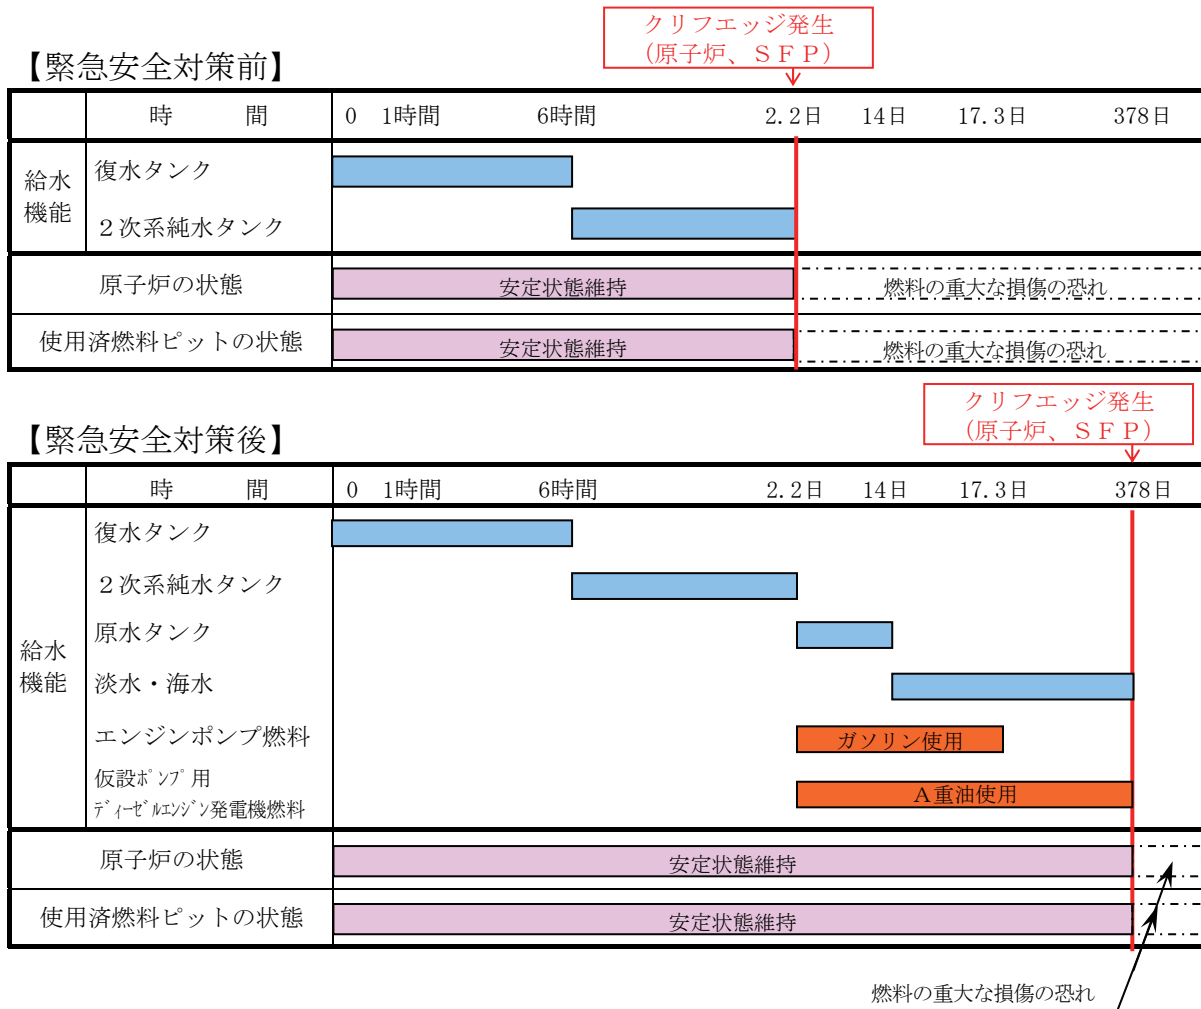 クリフエッジ発生
(原子炉、ＳＦＰ)
【緊急安全対策前】
時　間 0 1時間 6時間 2.2日 14日 17.3日 378日
給水
機能
復水タンク
２次系純水タンク
原子炉の状態 安定状態維持 燃料の重大な損傷の恐れ
使用済燃料ピットの状態 安定状態維持 燃料の重大な損傷の恐れ
クリフエッジ発生
(原子炉、ＳＦＰ)
【緊急安全対策後】
時　間 0 1時間 6時間 2.2日 14日 17.3日 378日
給水
機能
復水タンク
２次系純水タンク
原水タンク
淡水・海水
エンジンポンプ燃料 ガソリン使用
仮設ﾎﾟﾝﾌﾟ用
ﾃﾞｨｰｾﾞﾙｴﾝｼﾞﾝ発電機燃料 Ａ重油使用
原子炉の状態 安定状態維持
使用済燃料ピットの状態 安定状態維持
燃料の重大な損傷の恐れ